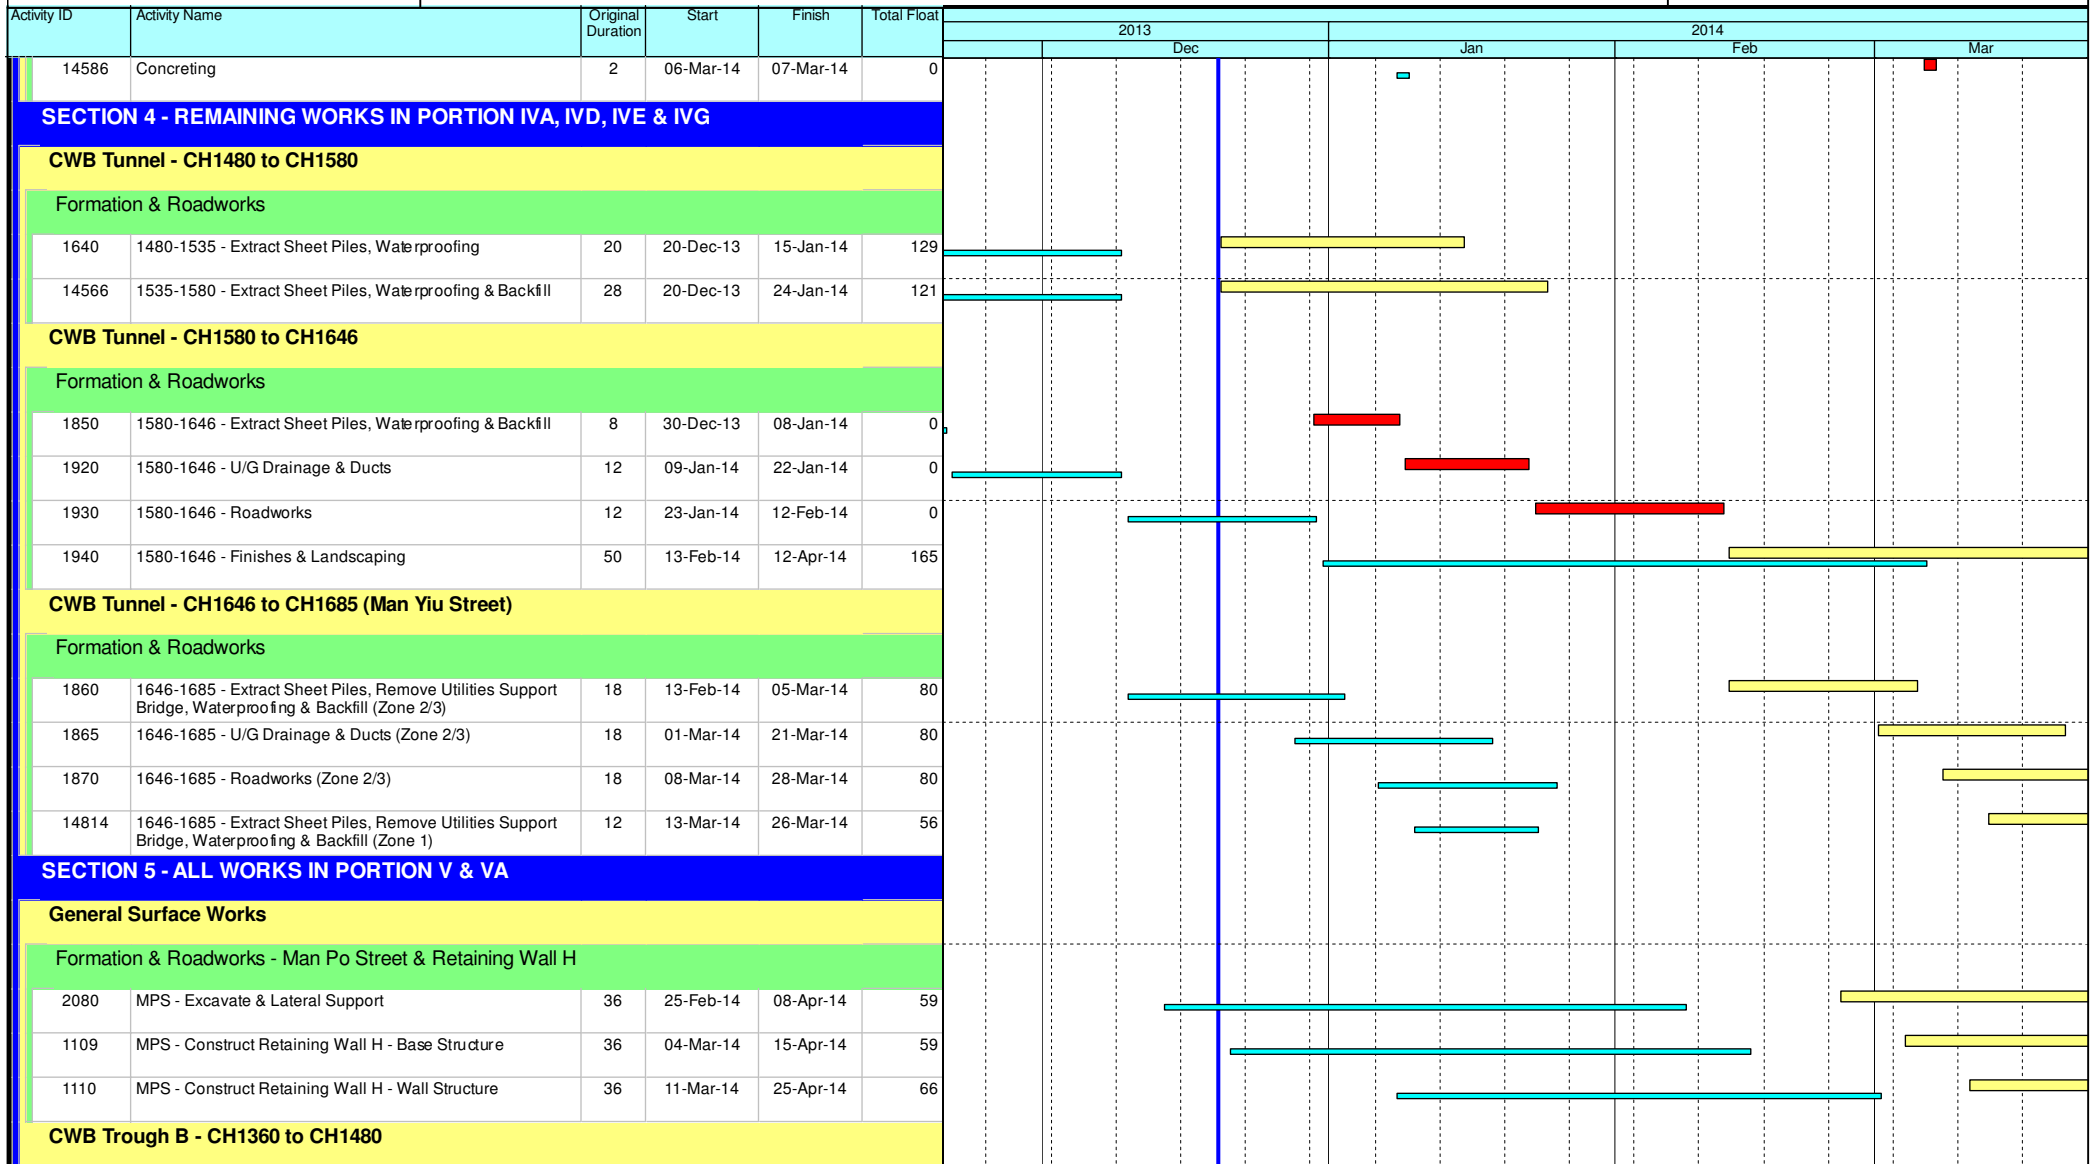 Activity ID Activity Name Original Duration Start Finish Total Float
2013 2014
Dec Jan Feb Mar
14586 Concreting 2 06-Mar-14 07-Mar-14 0
SECTION 4 - REMAINING WORKS IN PORTION IVA, IVD, IVE & IVG
CWB Tunnel - CH1480 to CH1580
Formation & Roadworks
1640 1480-1535 - Extract Sheet Piles, Waterproofing 20 20-Dec-13 15-Jan-14 129
14566 1535-1580 - Extract Sheet Piles, Waterproofing & Backfill 28 20-Dec-13 24-Jan-14 121
CWB Tunnel - CH1580 to CH1646
Formation & Roadworks
1850 1580-1646 - Extract Sheet Piles, Waterproofing & Backfill 8 30-Dec-13 08-Jan-14 0
1920 1580-1646 - U/G Drainage & Ducts 12 09-Jan-14 22-Jan-14 0
1930 1580-1646 - Roadworks 12 23-Jan-14 12-Feb-14 0
1940 1580-1646 - Finishes & Landscaping 50 13-Feb-14 12-Apr-14 165
CWB Tunnel - CH1646 to CH1685 (Man Yiu Street)
Formation & Roadworks
1860 1646-1685 - Extract Sheet Piles, Remove Utilities Support 18 13-Feb-14 05-Mar-14 80
Bridge, Waterproofing & Backfill (Zone 2/3)
1865 1646-1685 - U/G Drainage & Ducts (Zone 2/3) 18 01-Mar-14 21-Mar-14 80
1870 1646-1685 - Roadworks (Zone 2/3) 18 08-Mar-14 28-Mar-14 80
14814 1646-1685 - Extract Sheet Piles, Remove Utilities Support 12 13-Mar-14 26-Mar-14 56
Bridge, Waterproofing & Backfill (Zone 1)
SECTION 5 - ALL WORKS IN PORTION V & VA
General Surface Works
Formation & Roadworks - Man Po Street & Retaining Wall H
2080 MPS - Excavate & Lateral Support 36 25-Feb-14 08-Apr-14 59
1109 MPS - Construct Retaining Wall H - Base Structure 36 04-Mar-14 15-Apr-14 59
1110 MPS - Construct Retaining Wall H - Wall Structure 36 11-Mar-14 25-Apr-14 66
CWB Trough B - CH1360 to CH1480